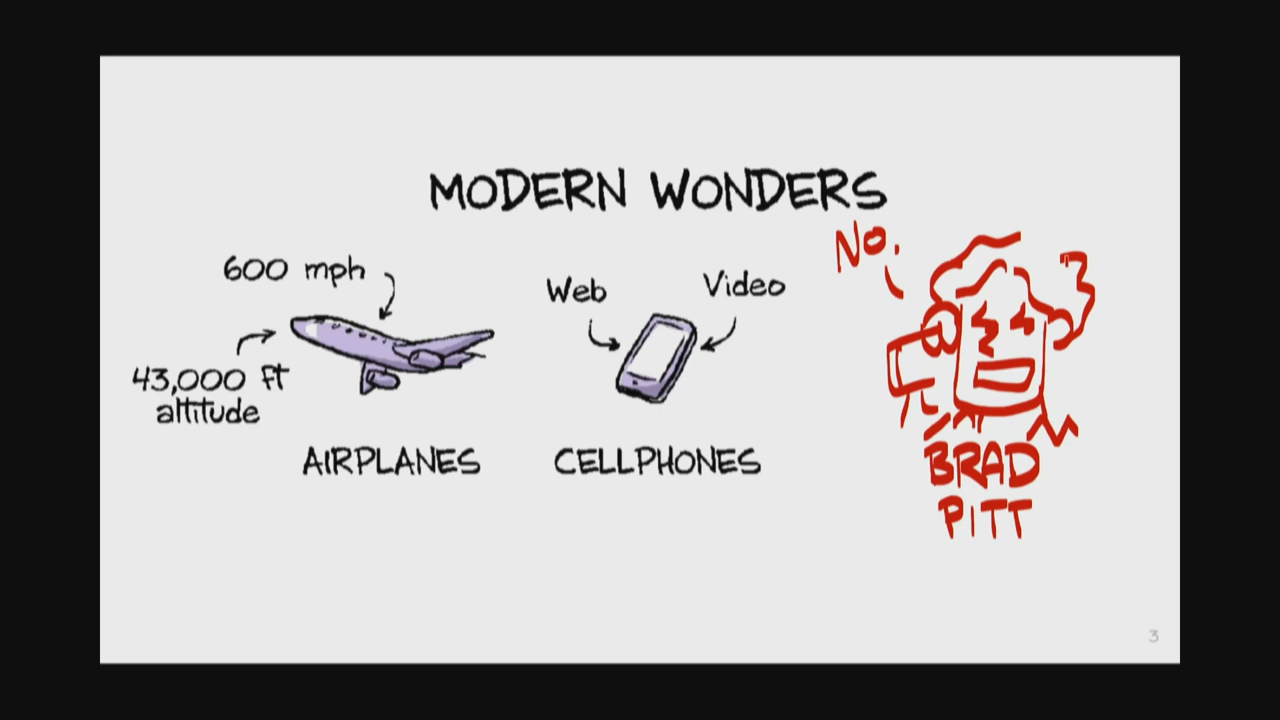 MODERN WONDERS
No.
600 mph
Web
Video
43,000 ft
altitude
AIRPLANES
CELLPHONES
BRAD
PITT
3